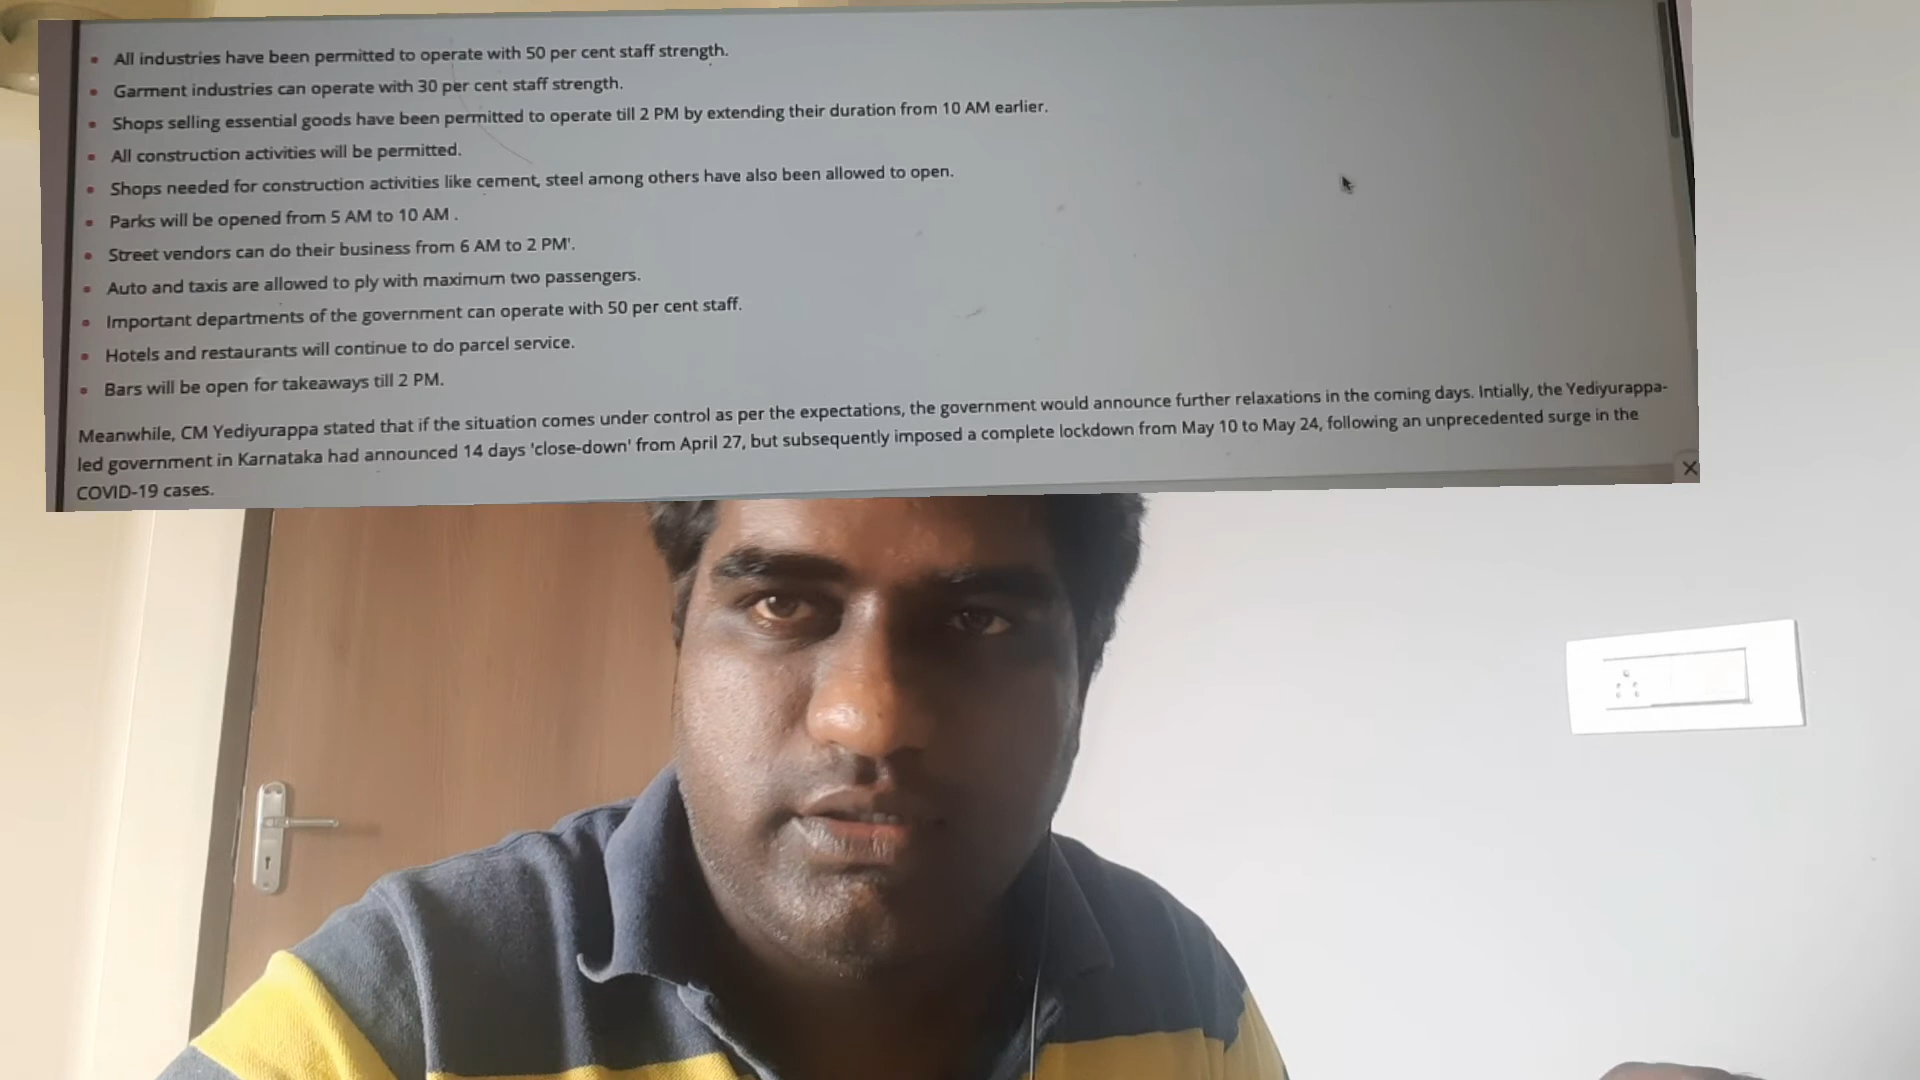 All industries have been permitted to operate with 50 per cent staff strength.
Garment industries can operate with 30 per cent staff strength.
Shops selling essential goods have been permitted to operate till 2 PM by extending their duration from 10 AM earlier.
All construction activities will be permitted.
Shops needed for construction activities like cement, steel among others have also been allowed to open.
Parks will be opened from 5 AM to 10 AM .
Street vendors can do their business from 6 AM to 2 PM'.
Auto and taxis are allowed to ply with maximum two passengers.
Important departments of the government can operate with 50 per cent staff.
Hotels and restaurants will continue to do parcel service.
Bars will be open for takeaways till 2 PM.
Meanwhile, CM Yediyurappa stated that if the situation comes under control as per the expectations, the government would announce further relaxations in the coming days. Intially, the Yediyurappa-
led government in Karnataka had announced 14 days 'close-down' from April 27, but subsequently imposed a complete lockdown from May 10 to May 24, following an unprecedented surge in the
COVID-19 cases.